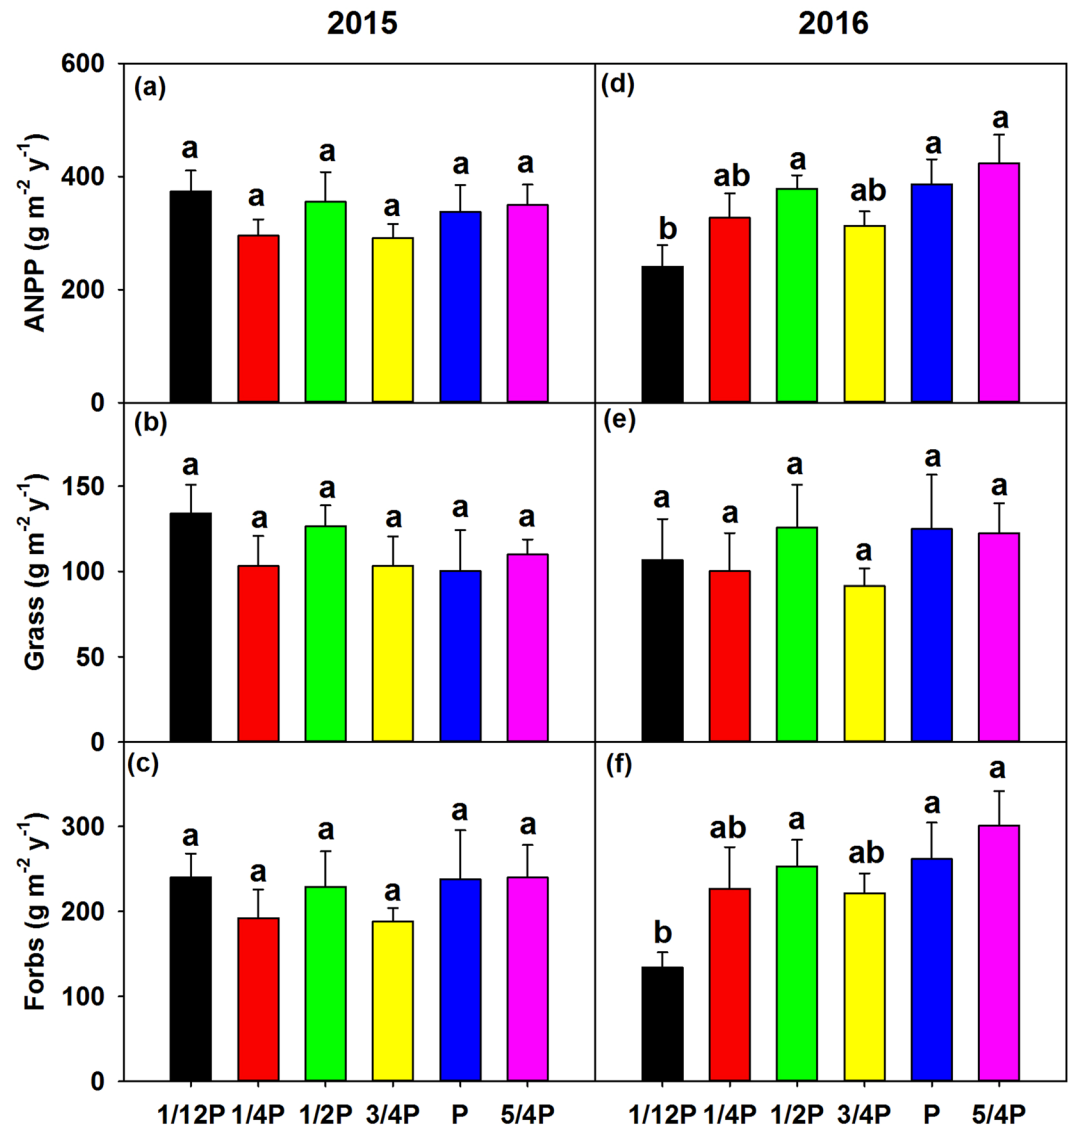 2015 2016
(a) (d)
ANPP (g m-2 y-1)
600
400
200
0
a a a a a a
b ab a ab a a
(b) (e)
Grass (g m-2 y-1)
150
100
50
0
a a a a a a
a a a a a a
(c) (f)
Forbs (g m-2 y-1)
300
200
100
0
a a a a a a
b ab a ab a a
1/12P 1/4P 1/2P 3/4P P 5/4P 1/12P 1/4P 1/2P 3/4P P 5/4P